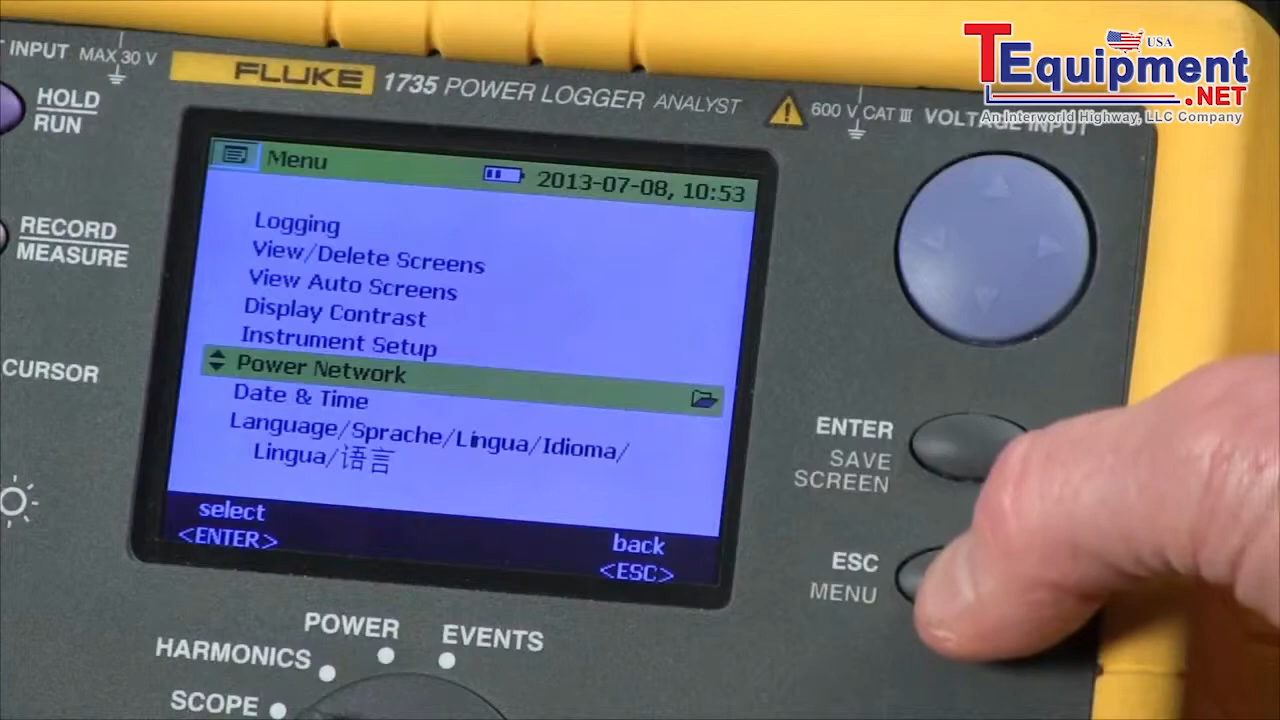 INPUT MAX 30 V
FLUKE 1735 POWER LOGGER ANALYST
600 V CAT III VOLTAGE INPUT
TEquipment
USA
.NET
An Interworld Highway, LLC Company
HOLD
RUN
RECORD
MEASURE
CURSOR
Menu 2013-07-08, 10:53
Logging
View/Delete Screens
View Auto Screens
Display Contrast
Instrument Setup
Power Network
Date & Time
Language/Sprache/Lingua/Idioma/
Lingua/语言
select back
<ENTER> <ESC>
ENTER
SAVE
SCREEN
ESC
MENU
POWER
EVENTS
HARMONICS
SCOPE